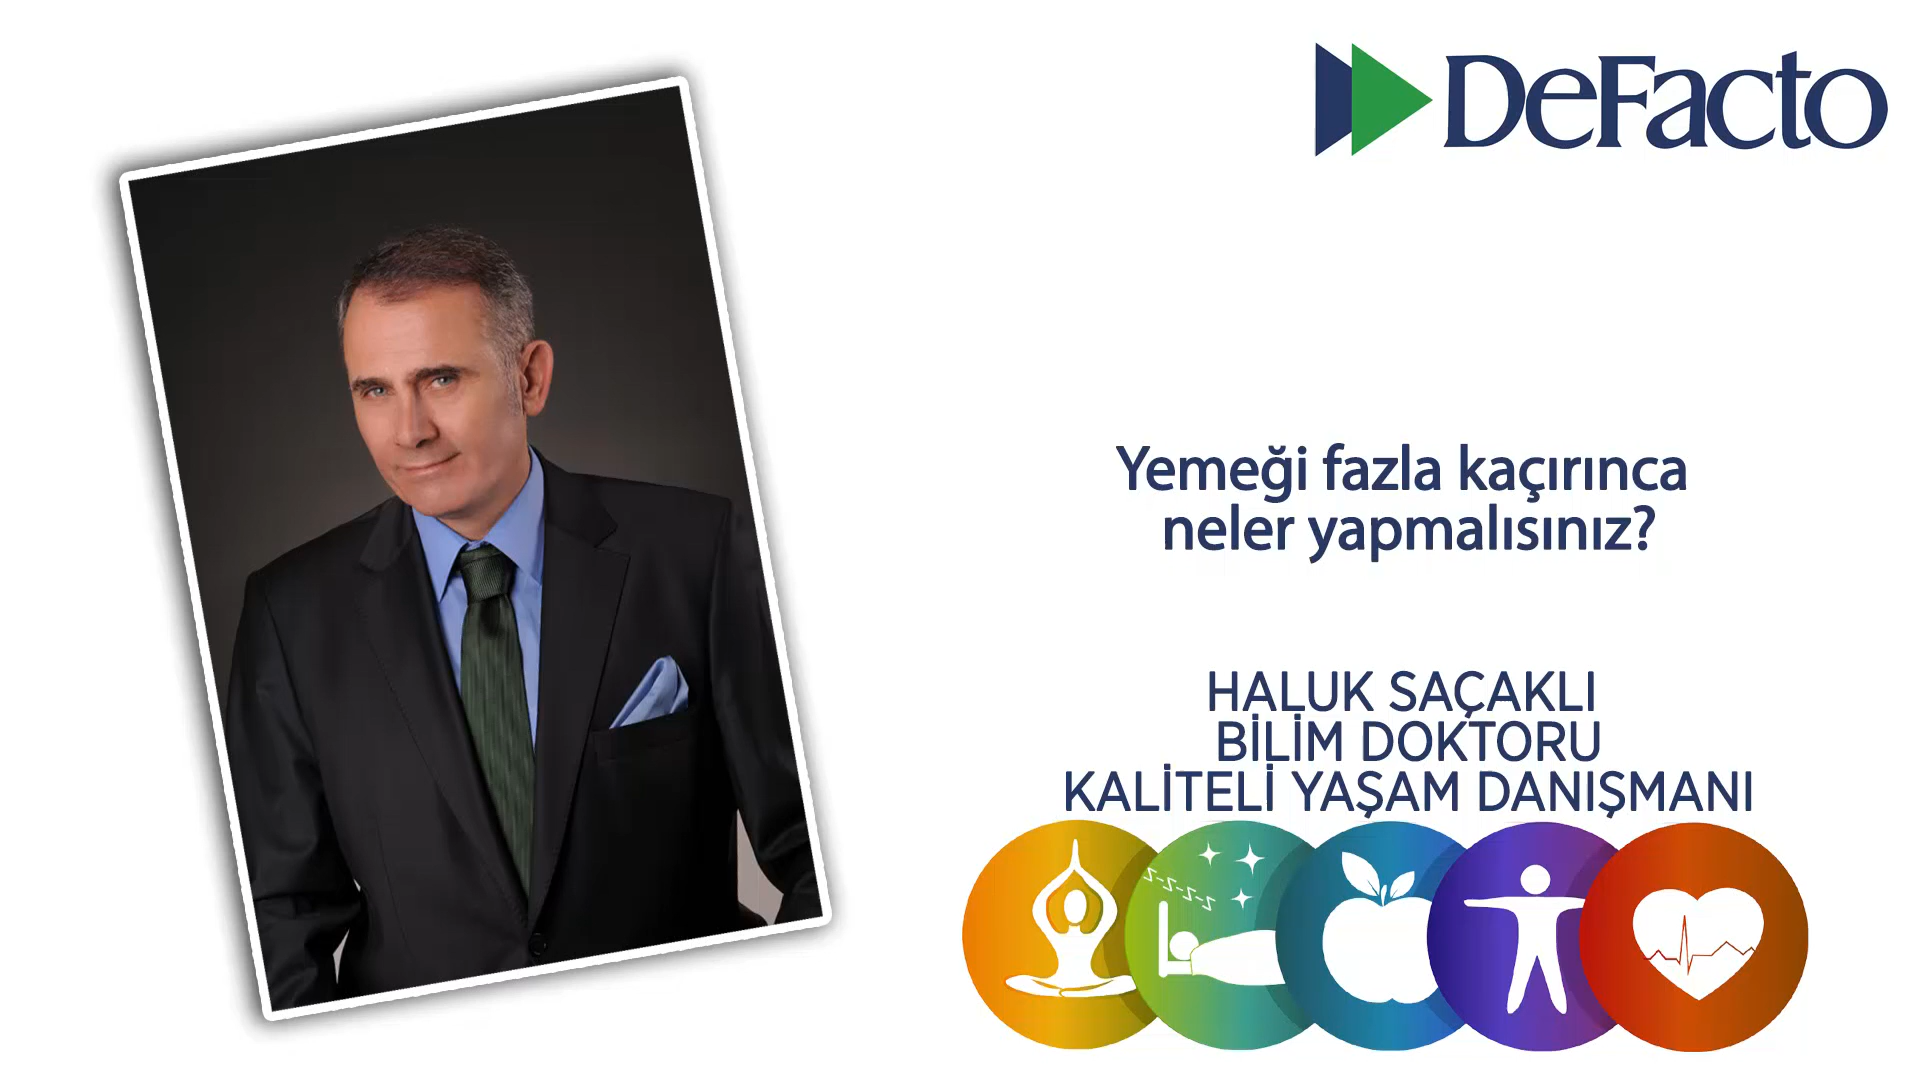 DeFacto
Yemeği fazla kaçırınca
neler yapmalısınız?
HALUK SAÇAKLI
BİLİM DOKTORU
KALİTELİ YAŞAM DANIŞMANI